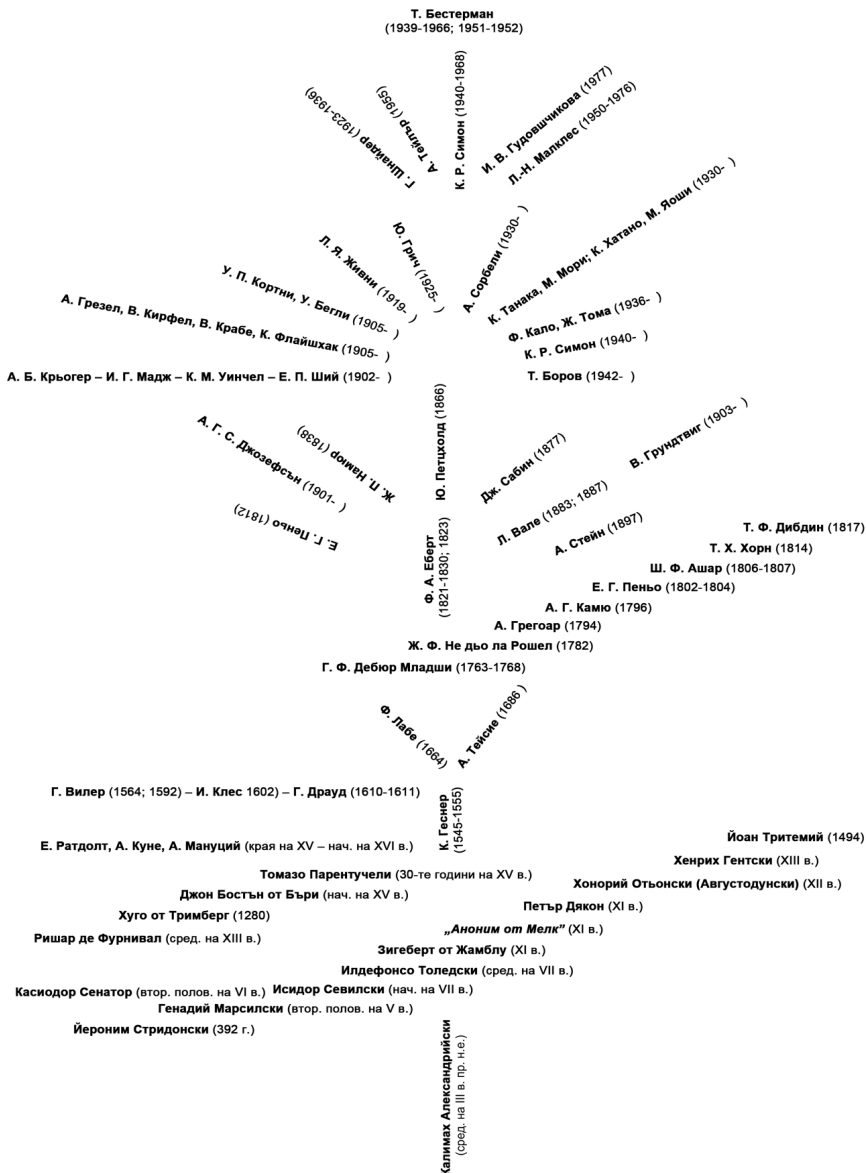 Т. Бестерман
(1939-1966; 1951-1952)
Г. Шнайдер (1923-1936)
А. Тейлър (1955)
К. Р. Симон (1940-1968)
И. В. Гудовшчикова (1977)
Л.-Н. Малклес (1950-1976)
Л. Я. Живни (1919- )
Ю. Грич (1925- )
А. Сорбели (1930- )
К. Танака, М. Мори; К. Хатано, М. Яоши (1930- )
У. П. Кортни, У. Бегли (1905- )
Ф. Кало, Ж. Тома (1936- )
А. Грезел, В. Кирфел, В. Крабе, К. Флайшхак (1905- )
К. Р. Симон (1940- )
А. Б. Крьогер – И. Г. Мадж – К. М. Уинчел – Е. П. Ший (1902- )
Т. Боров (1942- )
А. Г. С. Джозефсън (1061- )
Ж. П. Намюр (1838)
Ю. Петцхолд (1866)
Дж. Сабин (1877)
В. Грундтвиг (1903- )
Е. Г. Пеньо (1812)
Ф. А. Еберт
(1821-1830; 1823)
Л. Вале (1883; 1887)
А. Стейн (1897)
Т. Ф. Дибдин (1817)
Т. Х. Хорн (1814)
Ш. Ф. Ашар (1806-1807)
Е. Г. Пеньо (1802-1804)
А. Г. Камю (1796)
А. Грегоар (1794)
Ж. Ф. Не дьо ла Рошел (1782)
Г. Ф. Дебюр Младши (1763-1768)
Ф. Лабе (1664)
А. Тейсие (1686 )
Г. Вилер (1564; 1592) – И. Клес 1602) – Г. Драуд (1610-1611)
К. Геснер
(1545-1555)
Йоан Тритемий (1494)
Е. Ратдолт, А. Куне, А. Мануций (края на XV – нач. на XVI в.)
Хенрих Гентски (XIII в.)
Томазо Парентучели (30-те години на XV в.)
Хонорий Отьонски (Августодунски) (XII в.)
Джон Бостън от Бъри (нач. на XV в.)
Петър Дякон (XI в.)
Хуго от Тримберг (1280)
„Аноним от Мелк” (XI в.)
Ришар де Фурнивал (сред. на XIII в.)
Зигеберт от Жамблу (XI в.)
Илдефонсо Толедски (сред. на VII в.)
Касиодор Сенатор (втор. полов. на VI в.)
Исидор Севилски (нач. на VII в.)
Генадий Марсилски (втор. полов. на V в.)
Йероним Стридонски (392 г.)
Калимах Александрийски
(сред. на III в. пр. н.е.)